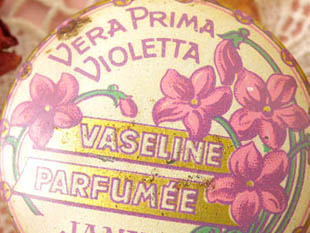 VERA PRIMA
VIOLETTA
VASELINE
PARFUMÉE